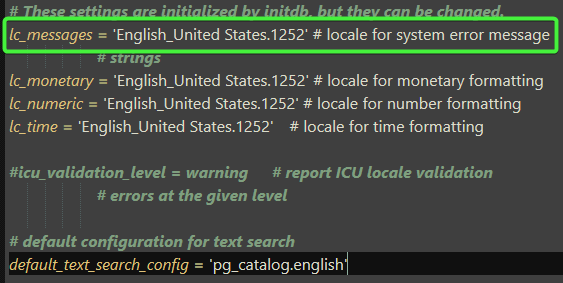 # These settings are initialized by initdb, but they can be changed.
lc_messages = 'English_United States.1252' # locale for system error message
# strings
lc_monetary = 'English_United States.1252' # locale for monetary formatting
lc_numeric = 'English_United States.1252' # locale for number formatting
lc_time = 'English_United States.1252' # locale for time formatting
#icu_validation_level = warning # report ICU locale validation
# errors at the given level
# default configuration for text search
default_text_search_config = 'pg_catalog.english'